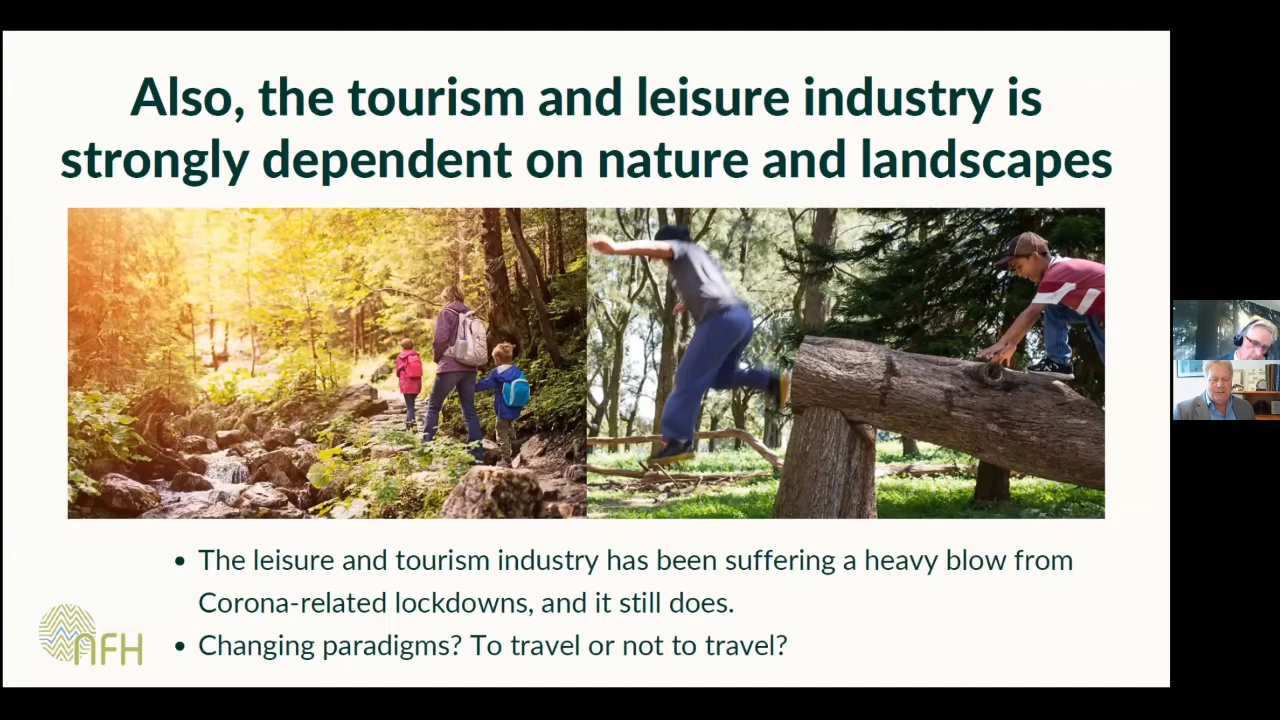 Also, the tourism and leisure industry is
strongly dependent on nature and landscapes
• The leisure and tourism industry has been suffering a heavy blow from
Corona-related lockdowns, and it still does.
• Changing paradigms? To travel or not to travel?
NFH